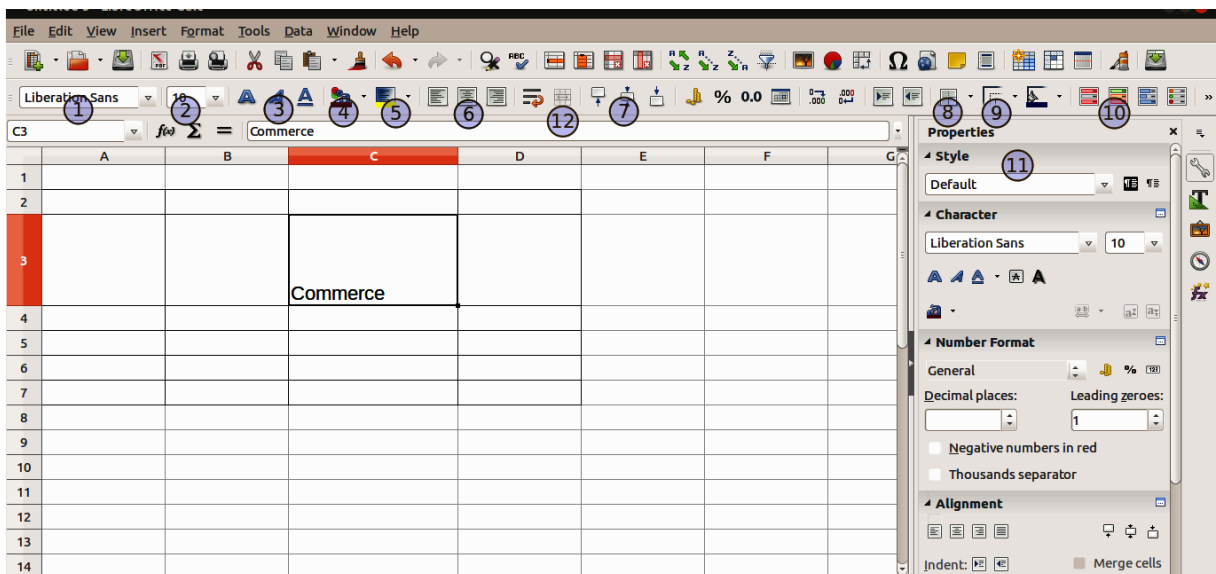 File Edit View Insert Format Tools Data Window Help
Liberation Sans 10 % 0.0
1 2 3 4 5 6 12 7 8 9 10
C3 f(x) Σ = Commerce
Properties
A B C D E F G
1
2
3 Commerce
4
5
6
7
8
9
10
11
12
13
14
Style
11
Default
Character
Liberation Sans 10
Number Format
General %
Decimal places: Leading zeroes:
1
Negative numbers in red
Thousands separator
Alignment
Indent: Merge cells